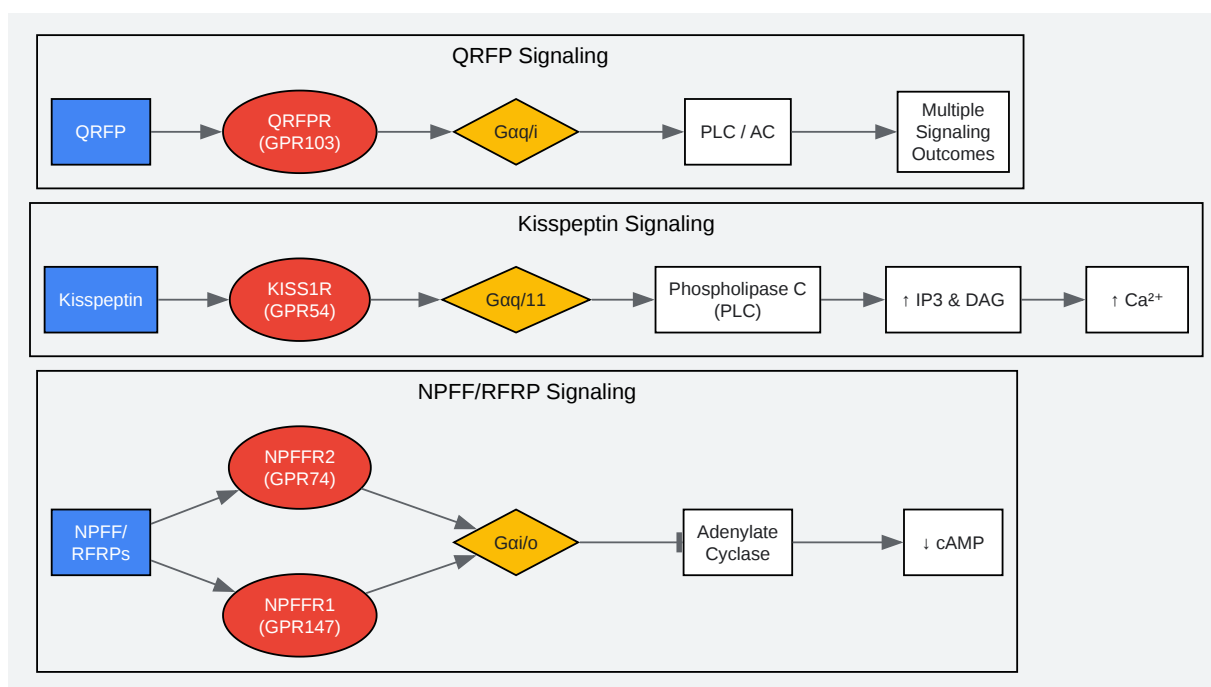 QRFP Signaling
QRFP
QRFPR
(GPR103)
Gαq/i
PLC / AC
Multiple
Signaling
Outcomes
Kisspeptin Signaling
Kisspeptin
KISS1R
(GPR54)
Gαq/11
Phospholipase C
(PLC)
↑ IP3 & DAG
↑ Ca²⁺
NPFF/RFRP Signaling
NPFF/
RFRPs
NPFFR2
(GPR74)
NPFFR1
(GPR147)
Gαi/o
Adenylate
Cyclase
↓ cAMP